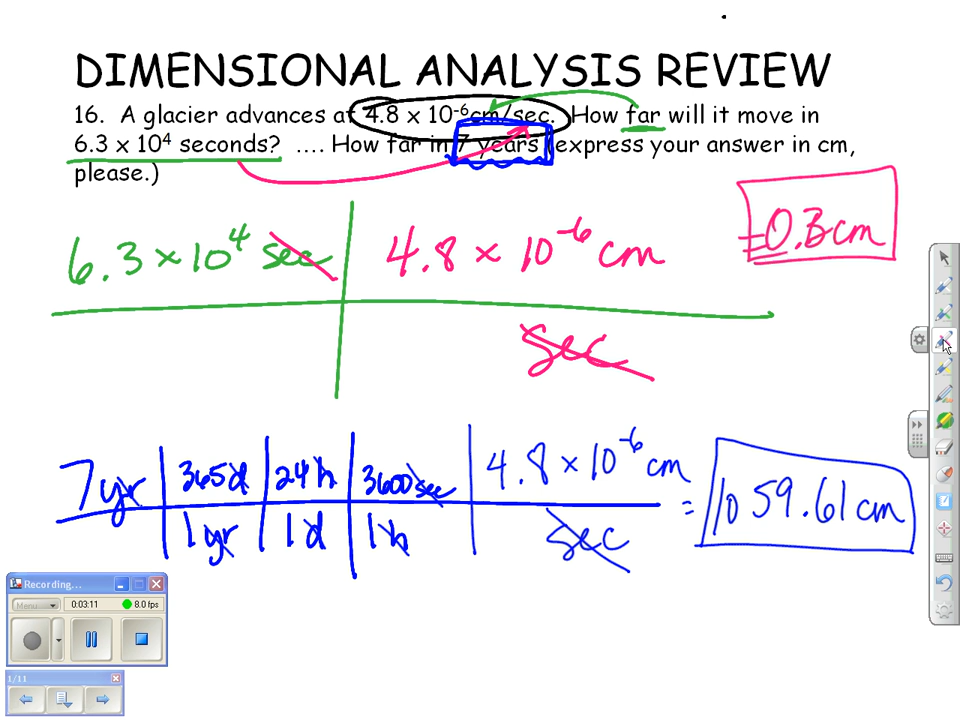 DIMENSIONAL ANALYSIS REVIEW
16. A glacier advances at 4.8 x 10⁻⁶cm/sec. How far will it move in
6.3 x 10⁴ seconds? .... How far in 7 years (express your answer in cm,
please.)
6.3 x 10⁴ sec 4.8 x 10⁻⁶ cm
=0.3cm
sec
7yr 365d 24h 3600 sec 4.8 x 10⁻⁶ cm
= 1059.61 cm
1yr 1d 1h sec
Recording...
Menu 0:03:11 8.0 fps
1/11